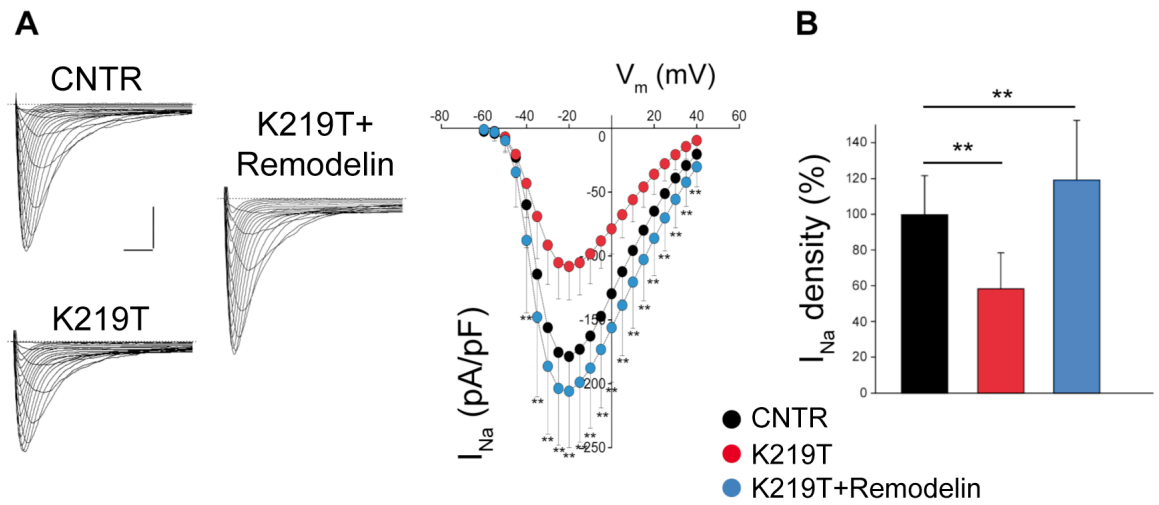 A
CNTR
K219T+
Remodelin
K219T
Vm (mV)
-80 -60 -40 -20 0 20 40 60
-50
-100
-150
-200
-250
INa (pA/pF)
** ** ** ** ** ** ** ** ** ** ** ** ** ** ** ** **
B
**
**
140
120
100
80
60
40
20
0
INa density (%)
CNTR
K219T
K219T+Remodelin